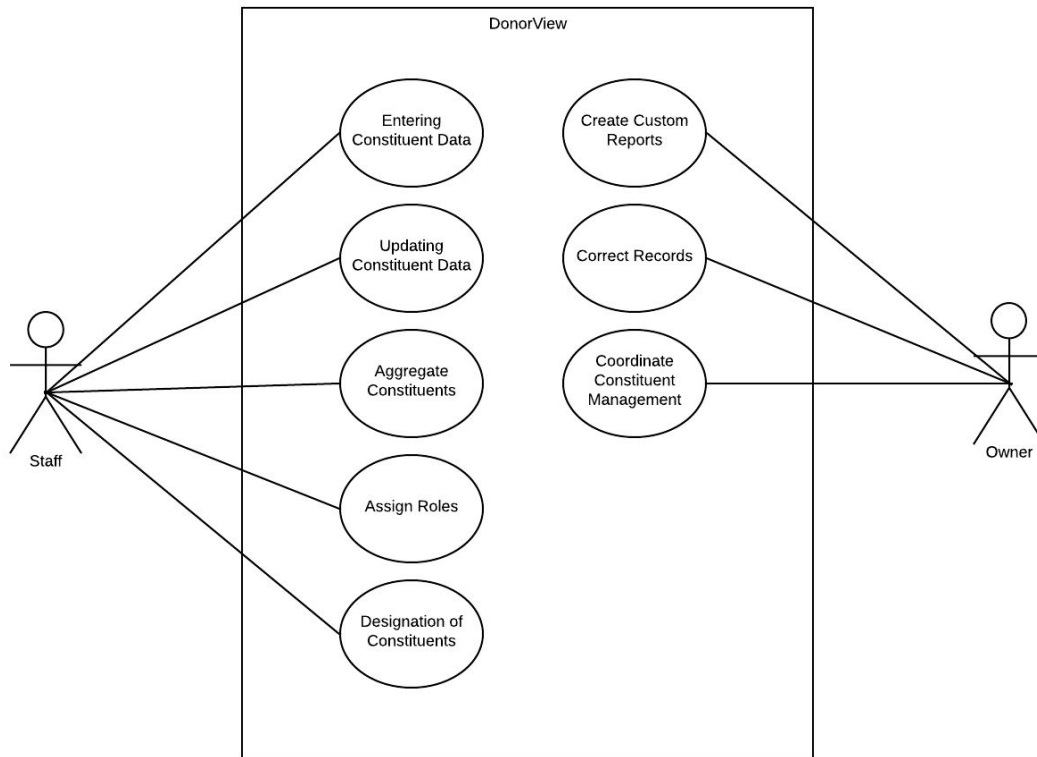 DonorView
Entering
Constituent Data
Create Custom
Reports
Updating
Constituent Data
Correct Records
Aggregate
Constituents
Coordinate
Constituent
Management
Staff
Owner
Assign Roles
Designation of
Constituents